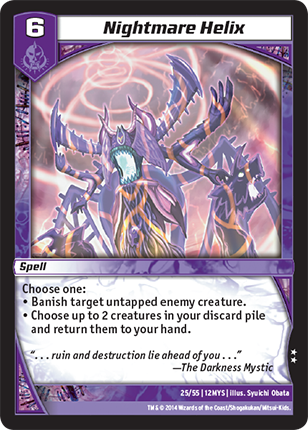 6
Nightmare Helix
Spell
Choose one:
• Banish target untapped enemy creature.
• Choose up to 2 creatures in your discard pile
and return them to your hand.
“. . . ruin and destruction lie ahead of you . . .”
—The Darkness Mystic
25/55 | 12MYS | illus. Syuichi Obata
TM & © 2014 Wizards of the Coast/Shogakukan/Mitsui-Kids.